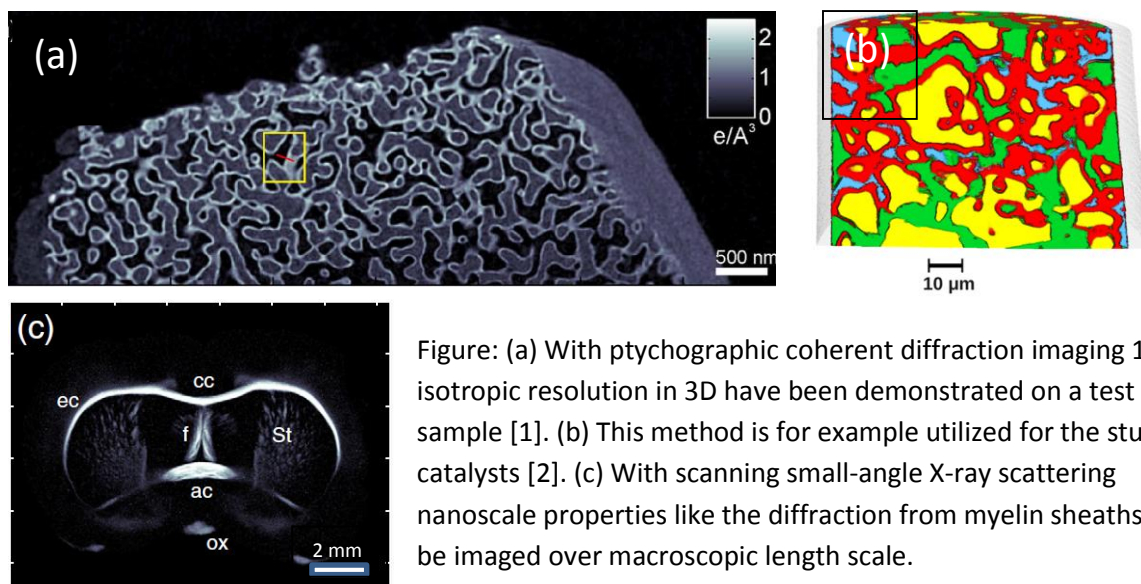 (a)
2
1
0
e/A³
500 nm
(b)
10 µm
(c)
cc
ec
f
St
ac
ox
2 mm
Figure: (a) With ptychographic coherent diffraction imaging 1
isotropic resolution in 3D have been demonstrated on a test
sample [1]. (b) This method is for example utilized for the stu
catalysts [2]. (c) With scanning small-angle X-ray scattering
nanoscale properties like the diffraction from myelin sheaths
be imaged over macroscopic length scale.